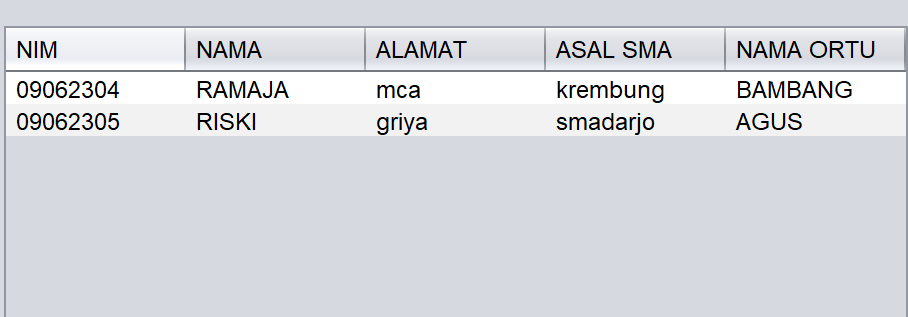 NIM NAMA ALAMAT ASAL SMA NAMA ORTU
09062304 RAMAJA mca krembung BAMBANG
09062305 RISKI griya smadarjo AGUS